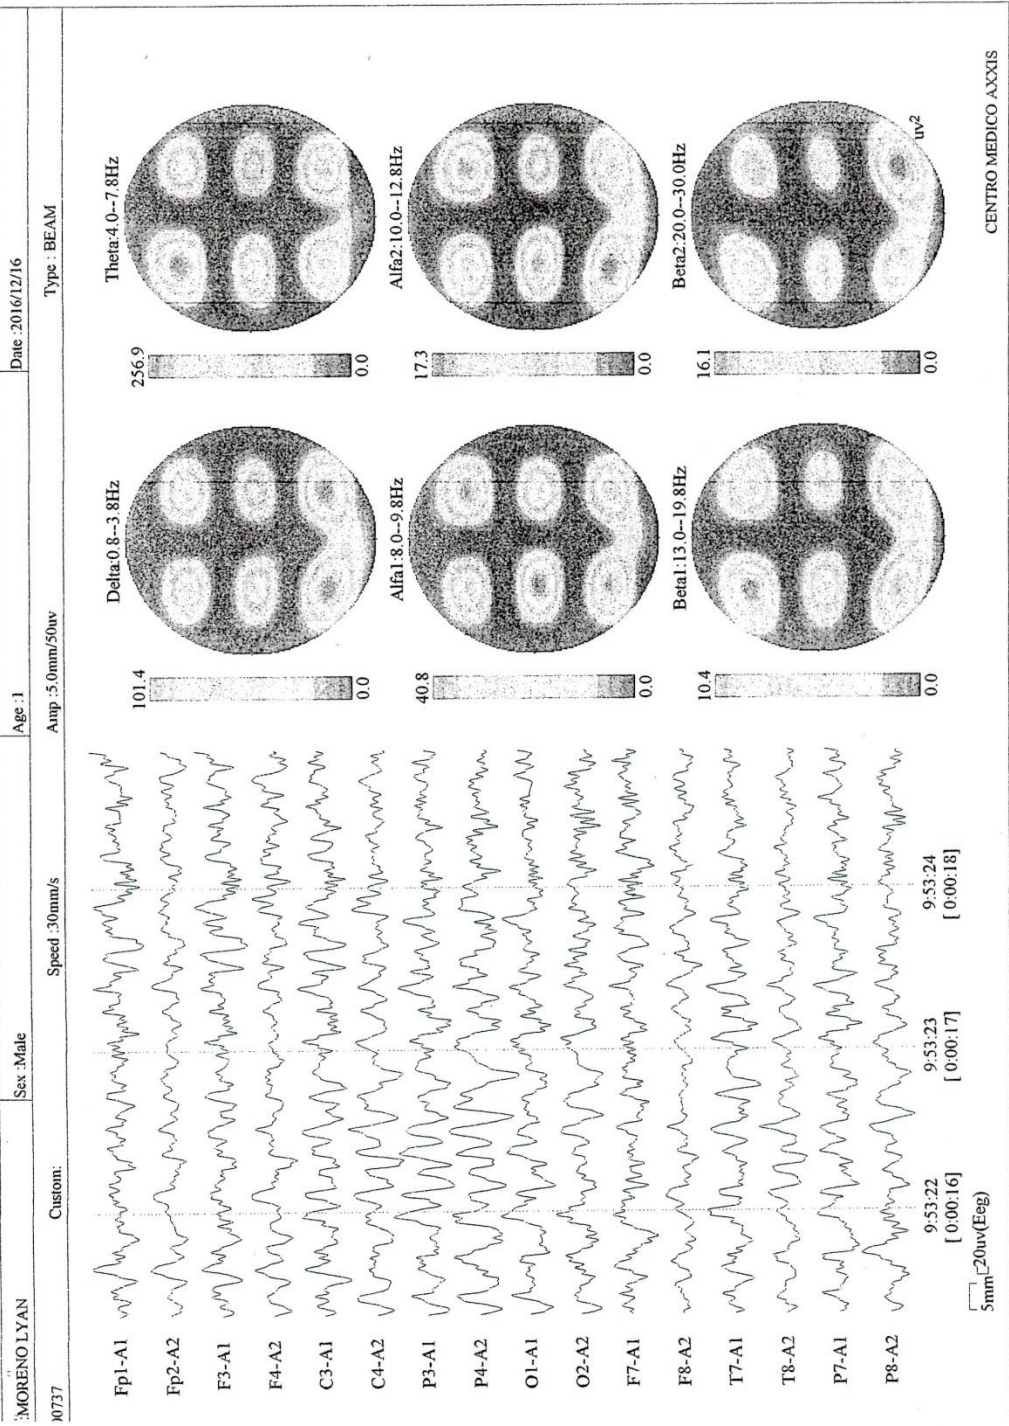 :MORENO LYAN
Sex :Male
Age :1
Date :2016/12/16
00737
Custom:
Speed :30mm/s
Amp :5.0mm/50uv
Type : BEAM
Fp1-A1
Fp2-A2
F3-A1
F4-A2
C3-A1
C4-A2
P3-A1
P4-A2
O1-A1
O2-A2
F7-A1
F8-A2
T7-A1
T8-A2
P7-A1
P8-A2
9:53:22
[ 0:00:16]
9:53:23
[ 0:00:17]
9:53:24
[ 0:00:18]
5mm 20uv(Eeg)
Delta:0.8--3.8Hz
101.4
0.0
Theta:4.0--7.8Hz
256.9
0.0
Alfa1:8.0--9.8Hz
40.8
0.0
Alfa2:10.0--12.8Hz
17.3
0.0
Beta1:13.0--19.8Hz
10.4
0.0
Beta2:20.0--30.0Hz
16.1
0.0
uv2
CENTRO MEDICO AXXIS